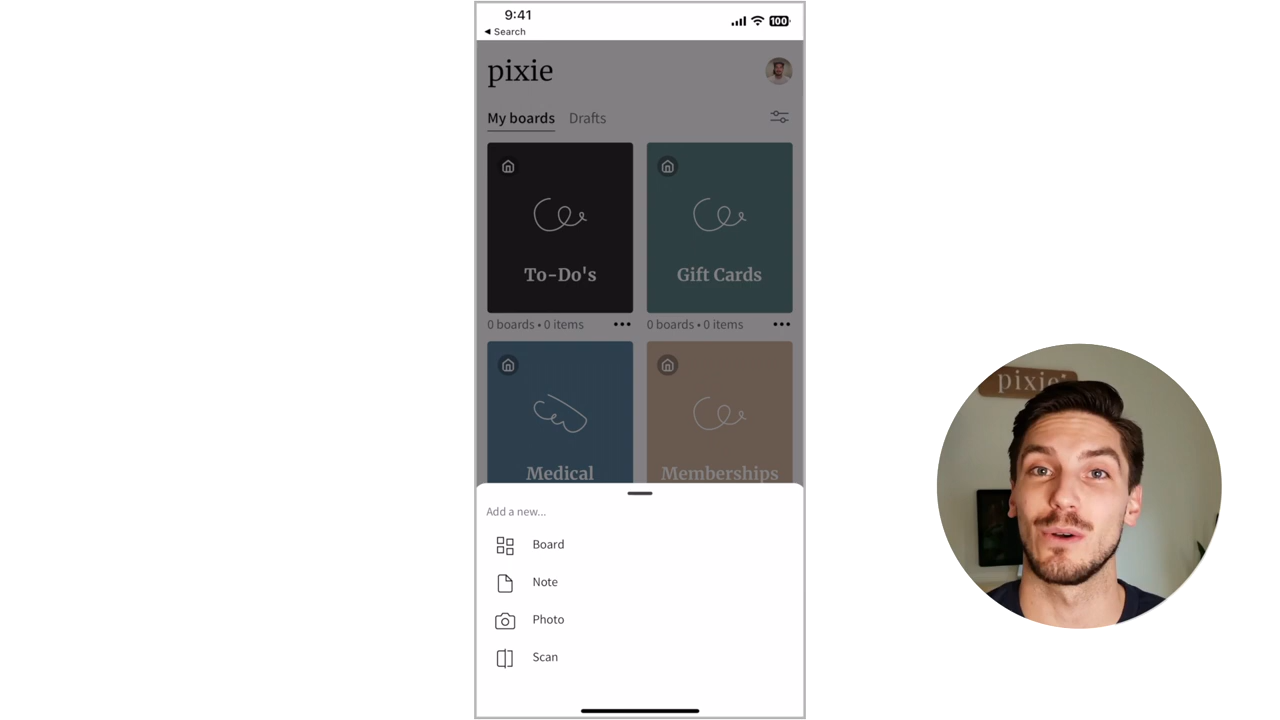 9:41
100
◀ Search
pixie
My boards Drafts
To-Do's Gift Cards
0 boards • 0 items 0 boards • 0 items
Medical Memberships
Add a new...
Board
Note
Photo
Scan
pixie